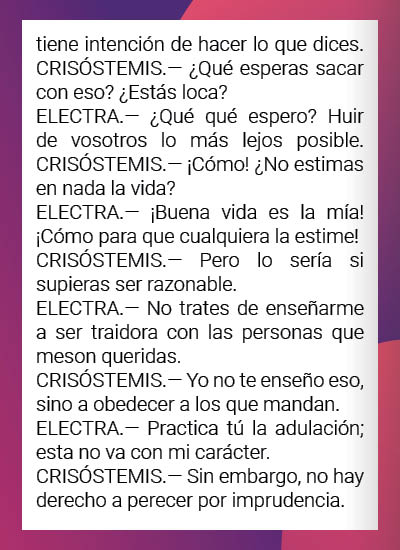 tiene intención de hacer lo que dices.
CRISÓSTEMIS.— ¿Qué esperas sacar
con eso? ¿Estás loca?
ELECTRA.— ¿Qué qué espero? Huir
de vosotros lo más lejos posible.
CRISÓSTEMIS.— ¡Cómo! ¿No estimas
en nada la vida?
ELECTRA.— ¡Buena vida es la mía!
¡Cómo para que cualquiera la estime!
CRISÓSTEMIS.— Pero lo sería si
supieras ser razonable.
ELECTRA.— No trates de enseñarme
a ser traidora con las personas que
meson queridas.
CRISÓSTEMIS.— Yo no te enseño eso,
sino a obedecer a los que mandan.
ELECTRA.— Practica tú la adulación;
esta no va con mi carácter.
CRISÓSTEMIS.— Sin embargo, no hay
derecho a perecer por imprudencia.